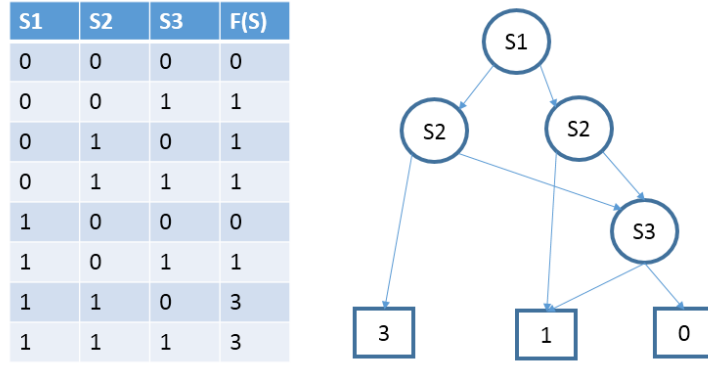 S1 S2 S3 F(S)
0 0 0 0
0 0 1 1
0 1 0 1
0 1 1 1
1 0 0 0
1 0 1 1
1 1 0 3
1 1 1 3
S1
S2 S2
S3
3 1 0